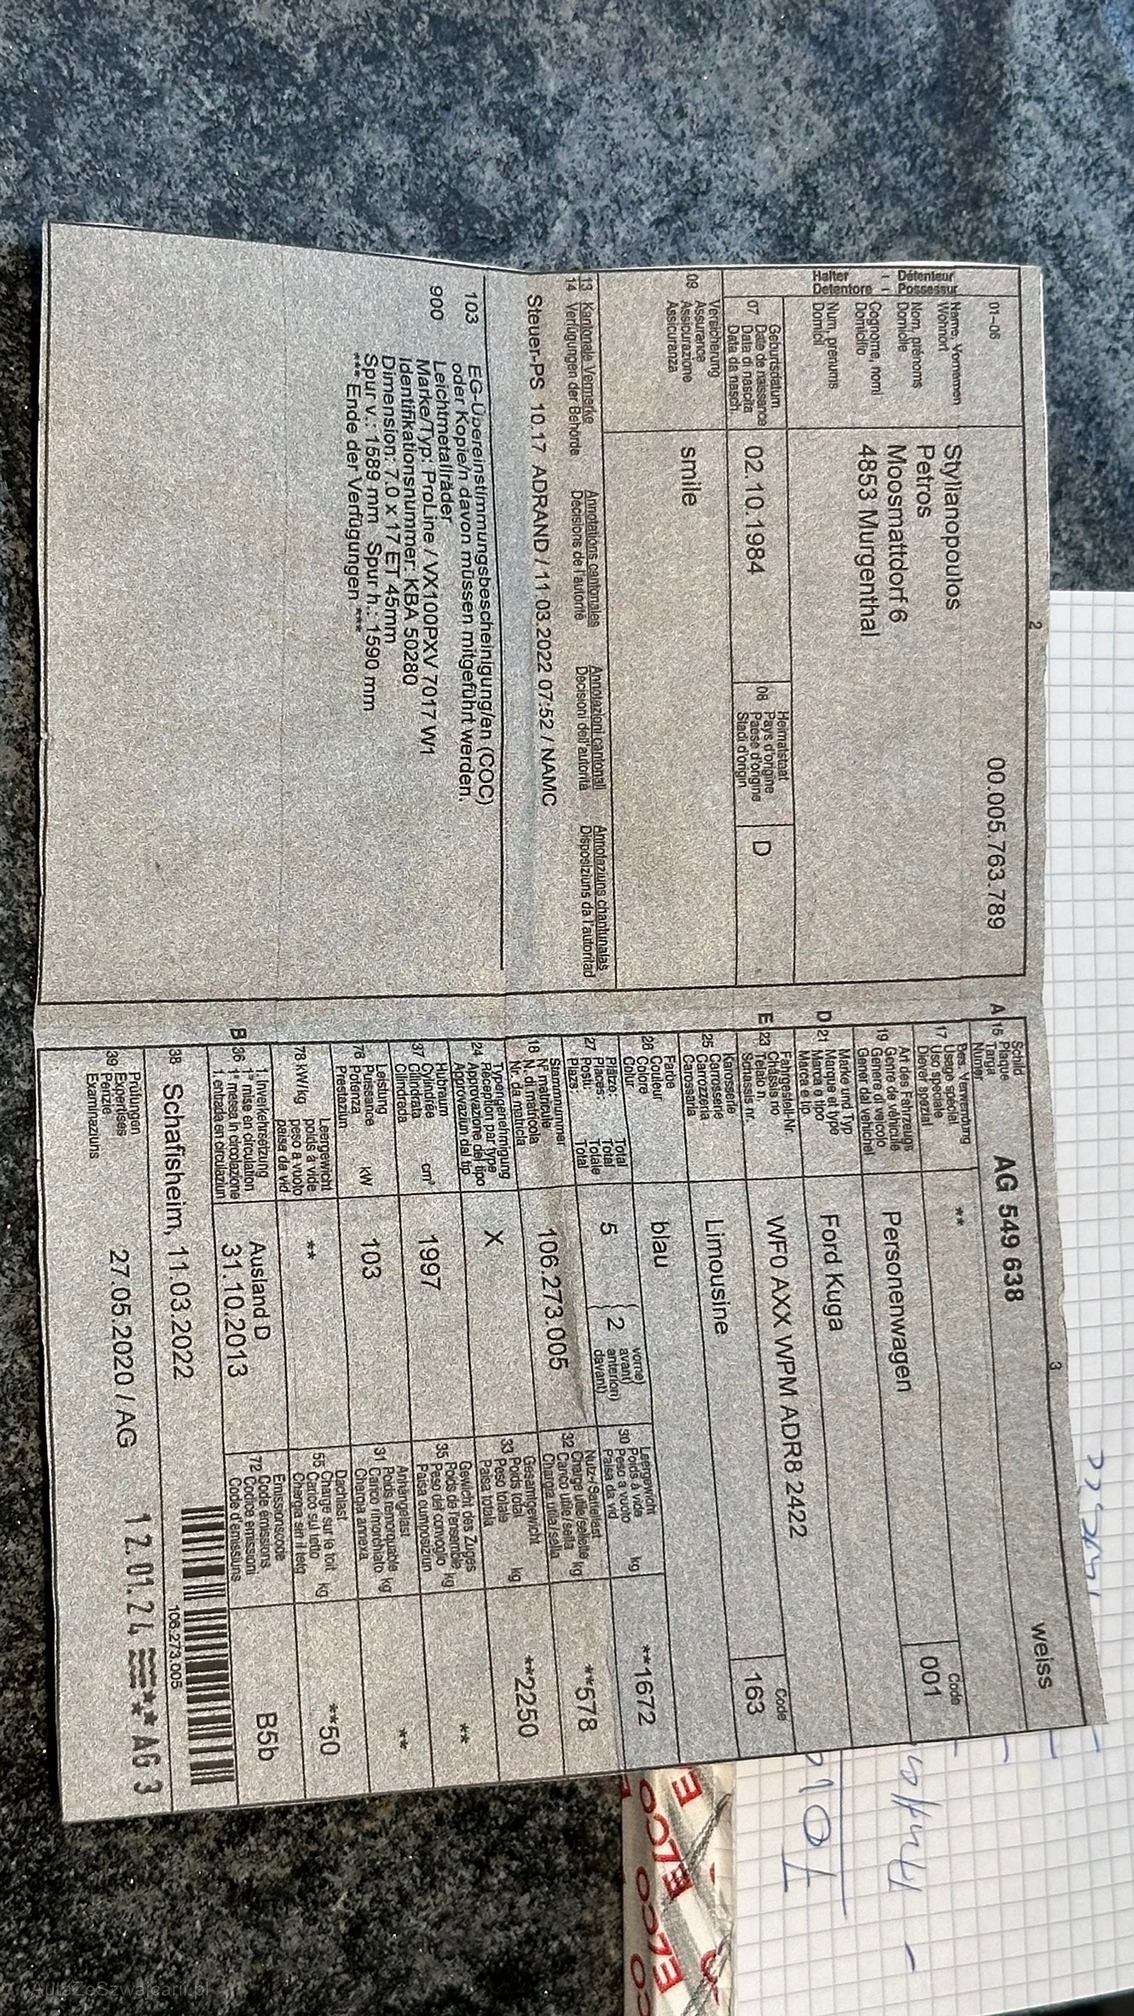 2
00.005.763.789
01–06
Halter – Détenteur
Detentore – Possessur
Name, Vornamen
Wohnort
Nom, prénoms
Domicile
Cognome, nomi
Domicilio
Num, prenums
Domicil
Stylianopoulos
Petros
Moosmattdorf 6
4853 Murgenthal
07
Geburtsdatum
Date de naissance
Data di nascita
Data da nasch.
02.10.1984
08
Heimatstaat
Pays d'origine
Paese d'origine
Stadi d'origin
D
09
Versicherung
Assurance
Assicurazione
Assicuranza
smile
13 Kantonale Vermerke Annotations cantonales Annotazioni cantonali Annotaziuns chantunalas
14 Verfügungen der Behörde Décisions de l'autorité Decisioni dell'autorità Disposiziuns da l'autoritad
Steuer-PS 10.17 ADRAND / 11.03.2022 07:52 / NAMC
103 EG-Übereinstimmungsbescheinigung/en (COC)
oder Kopie/n davon müssen mitgeführt werden.
900 Leichtmetallräder
Marke/Typ: ProLine / VX100PXV 7017 W1
Identifikationsnummer: KBA 50280
Dimension: 7.0 x 17 ET 45mm
Spur v.: 1589 mm Spur h.: 1590 mm
*** Ende der Verfügungen ***
3
weiss
A 15
Schild
Plaque
Targa
Numer
AG 549 638
17
Bes. Verwendung
Usage spécial
Uso speciale
Diever spezial
**
19
Art des Fahrzeugs
Genre de véhicule
Genere di veicolo
Gener dal vehichel
Personenwagen
Code
001
D 21
Marke und Typ
Marque et type
Marca e tipo
Marca e tip
Ford Kuga
E 23
Fahrgestell-Nr.
Châssis no
Telaio n.
Schassis nr.
WF0 AXX WPM ADR8 2422
25
Karosserie
Carrosserie
Carrozzeria
Carossaria
Limousine
Code
163
26
Farbe
Couleur
Colore
Colur
blau
27
Plätze: Total
Places: Total
Posti: Totale
Plazs: Total
5
2
vorne)
avant)
anteriori)
davant)
30
Leergewicht
Poids à vide
Peso a vuoto
Paisa da vid
kg
**1672
18
Stammnummer
N° matricule
N. di matricola
Nr. da matricla
106.273.005
32
Nutz-/Sattellast
Charge utile/sellette
Carico utile/sella
Chargia utila/sella
kg
**578
24
Typengenehmigung
Réception par type
Approvazione del tipo
Approvaziun dal tip
X
33
Gesamtgewicht
Poids total
Peso totale
Paisa totala
kg
**2250
37
Hubraum
Cylindrée
Cilindrata
Cilindrada
cm³
1997
35
Gewicht des Zuges
Poids de l'ensemble
Peso del convoglio
Paisa cumposiziun
kg
**
76
Leistung
Puissance
Potenza
Prestaziun
kW
103
31
Anhängelast
Poids remorquable
Carico rimorchiato
Chargia annexa
kg
**
78 kW/kg
Leergewicht
poids à vide
peso a vuoto
paisa da vid
**
55
Dachlast
Charge sur le toit
Carico sul tetto
Chargia sin il tetg
kg
**50
B 36
1. Inverkehrsetzung
1re mise en circulation
1a messa in circolazione
1. entrada en circulaziun
Ausland D
31.10.2013
72
Emissionscode
Code émissions
Codice emissioni
Code d'emissiuns
B5b
38
Schafisheim, 11.03.2022
106.273.005
39
Prüfungen
Expertises
Perizie
Examinaziuns
27.05.2020 / AG
12.01.24 ** AG 3
AutaZeSzwajcarii.pl